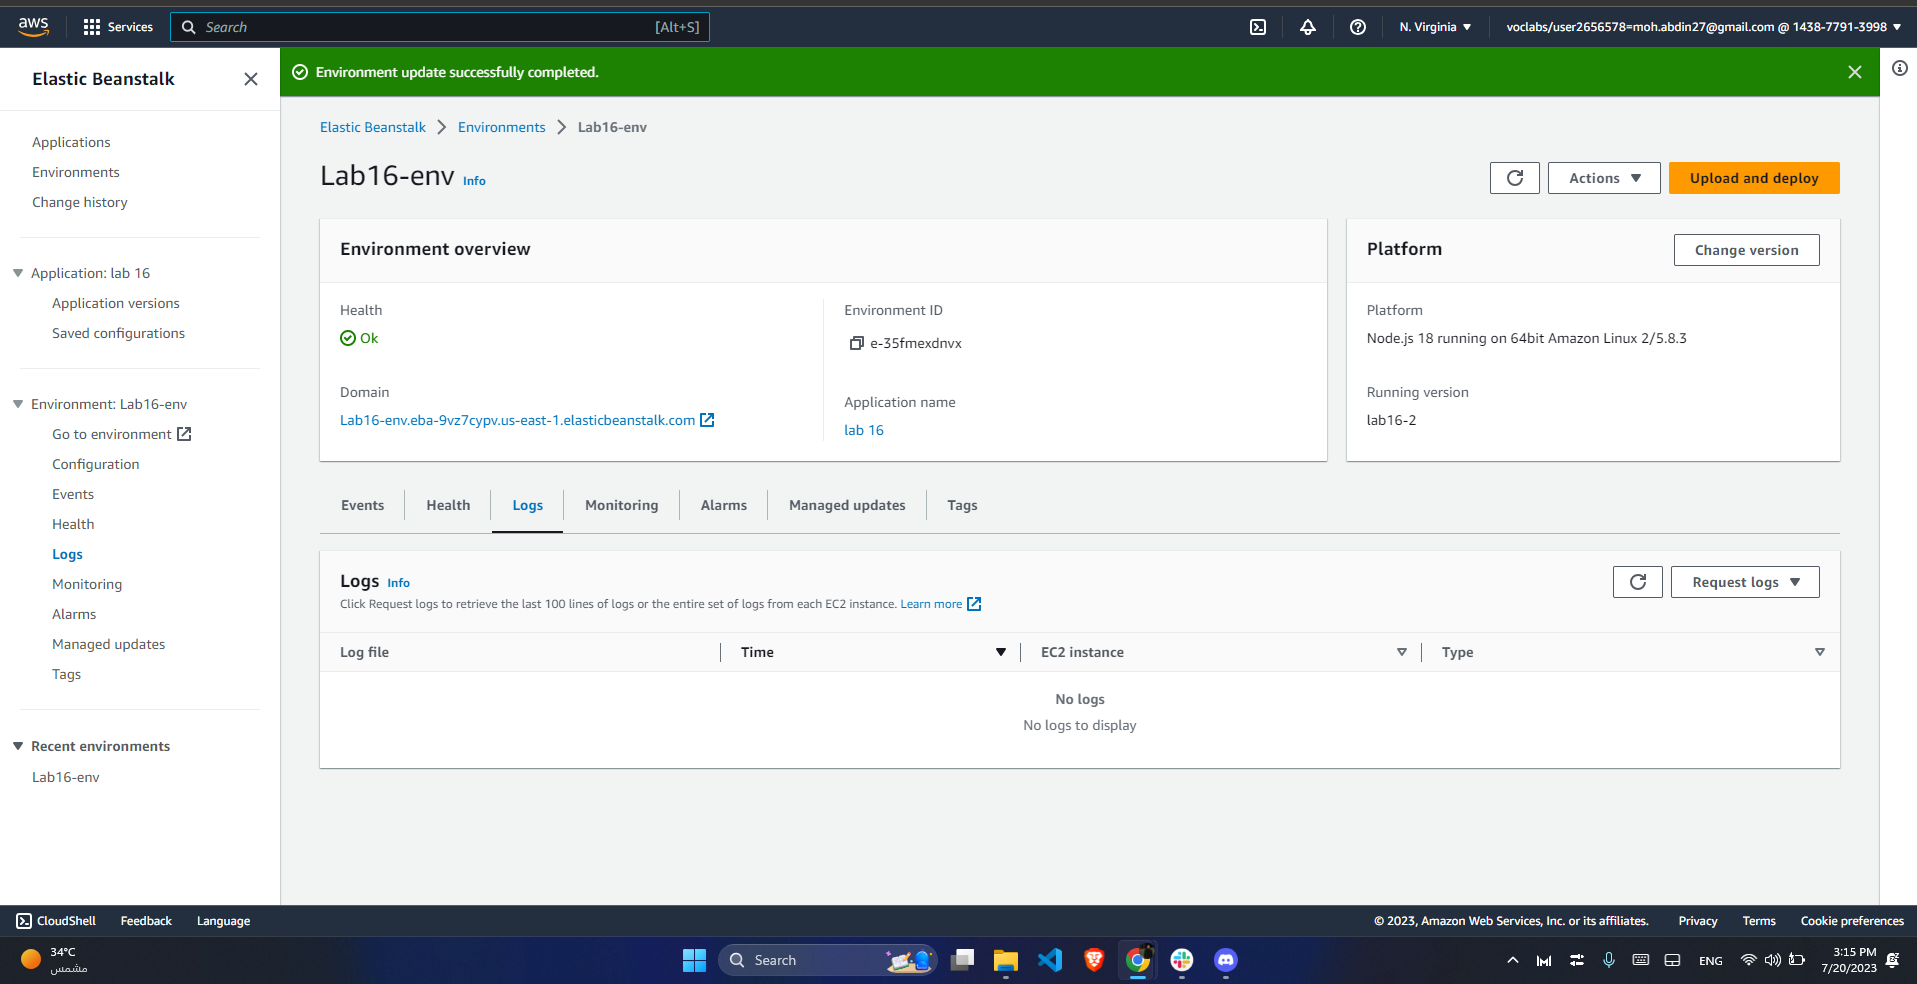 aws
Services
Search
[Alt+S]
N. Virginia
voclabs/user2656578=moh.abdin27@gmail.com @ 1438-7791-3998
Elastic Beanstalk
Environment update successfully completed.
Applications
Environments
Change history
Application: lab 16
Application versions
Saved configurations
Environment: Lab16-env
Go to environment
Configuration
Events
Health
Logs
Monitoring
Alarms
Managed updates
Tags
Recent environments
Lab16-env
Elastic Beanstalk > Environments > Lab16-env
Lab16-env Info
Actions
Upload and deploy
Environment overview
Health
Ok
Domain
Lab16-env.eba-9vz7cypv.us-east-1.elasticbeanstalk.com
Environment ID
e-35fmexdnvx
Application name
lab 16
Platform
Change version
Platform
Node.js 18 running on 64bit Amazon Linux 2/5.8.3
Running version
lab16-2
Events
Health
Logs
Monitoring
Alarms
Managed updates
Tags
Logs Info
Click Request logs to retrieve the last 100 lines of logs or the entire set of logs from each EC2 instance. Learn more
Request logs
Log file
Time
EC2 instance
Type
No logs
No logs to display
CloudShell
Feedback
Language
© 2023, Amazon Web Services, Inc. or its affiliates.
Privacy
Terms
Cookie preferences
34°C
مشمس
Search
ENG
3:15 PM
7/20/2023